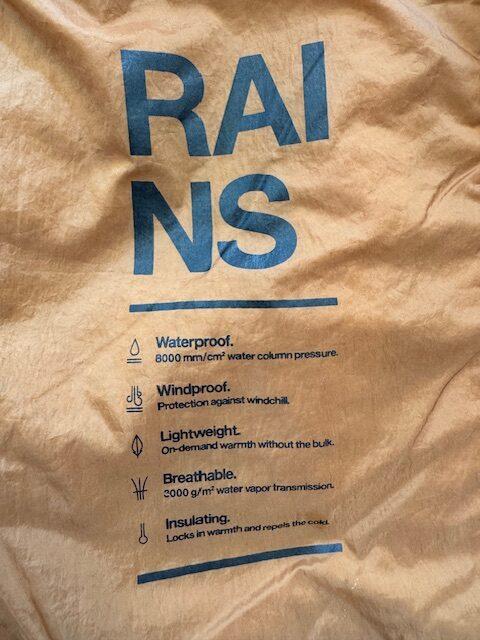 RAI
NS
Waterproof.
8000 mm/cm² water column pressure.
Windproof.
Protection against windchill.
Lightweight.
On-demand warmth without the bulk.
Breathable.
3000 g/m² water vapor transmission.
Insulating.
Locks in warmth and repels the cold.